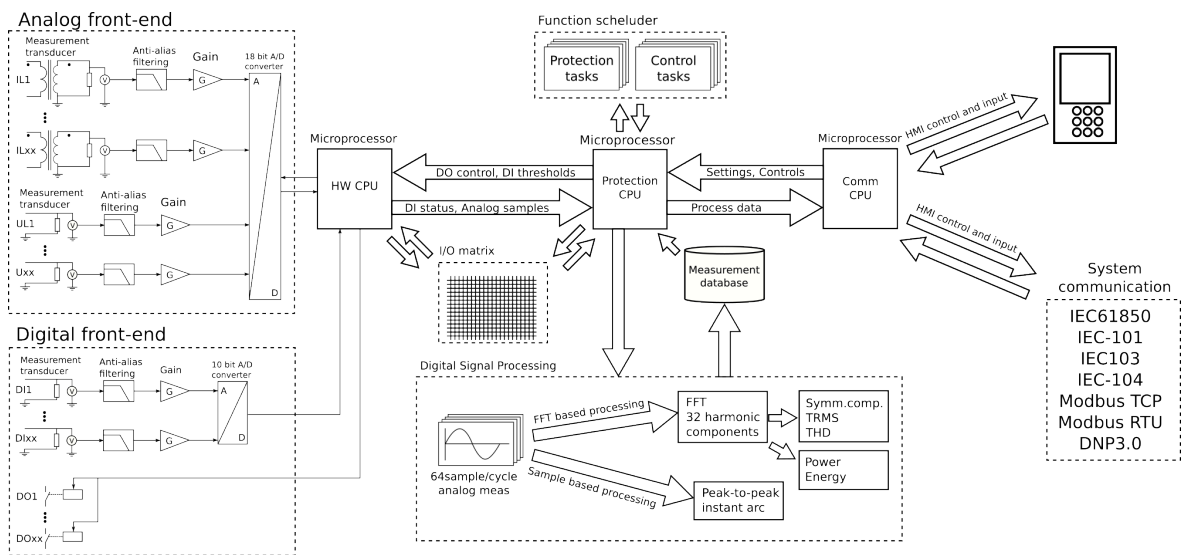 Analog front-end
Measurement
transducer
Anti-alias
filtering
Gain
18 bit A/D
converter
IL1
V
G
A
ILxx
V
G
Measurement
transducer
Anti-alias
filtering
Gain
UL1
V
G
Uxx
V
G
D
Digital front-end
Measurement
transducer
Anti-alias
filtering
Gain
10 bit A/D
converter
DI1
V
G
A
DIxx
V
G
D
DO1
DOxx
Microprocessor
HW CPU
DO control, DI thresholds
DI status, Analog samples
I/O matrix
Function scheluder
Protection
tasks
Control
tasks
Microprocessor
Protection
CPU
Settings, Controls
Process data
Measurement
database
Microprocessor
Comm
CPU
HMI control and input
HMI control and input
System
communication
IEC61850
IEC-101
IEC103
IEC-104
Modbus TCP
Modbus RTU
DNP3.0
Digital Signal Processing
64sample/cycle
analog meas
FFT based processing
Sample based processing
FFT
32 harmonic
components
Symm.comp.
TRMS
THD
Power
Energy
Peak-to-peak
instant arc